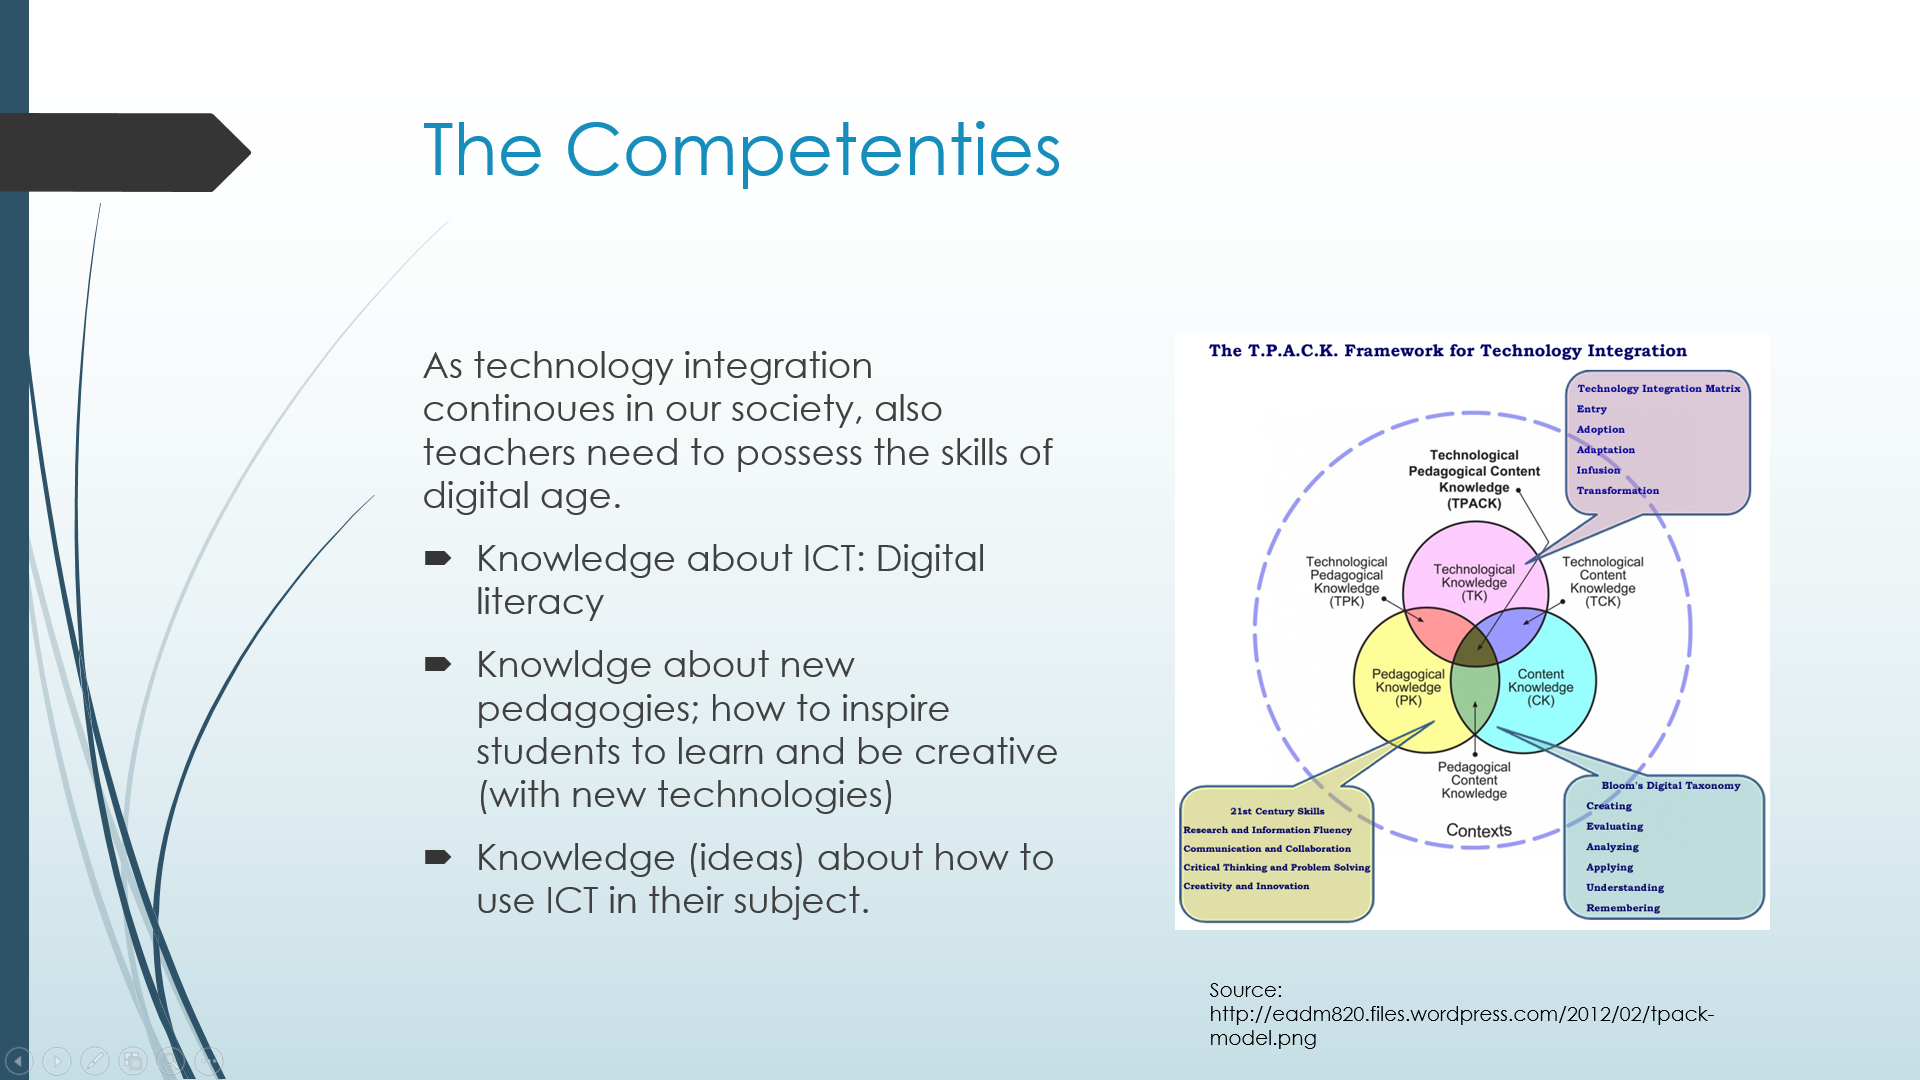 The Competenties
As technology integration
continoues in our society, also
teachers need to possess the skills of
digital age.
Knowledge about ICT: Digital
literacy
Knowldge about new
pedagogies; how to inspire
students to learn and be creative
(with new technologies)
Knowledge (ideas) about how to
use ICT in their subject.
The T.P.A.C.K. Framework for Technology Integration
Technology Integration Matrix
Entry
Adoption
Adaptation
Infusion
Transformation
Technological
Pedagogical Content
Knowledge
(TPACK)
Technological
Pedagogical
Knowledge
(TPK)
Technological
Knowledge
(TK)
Technological
Content
Knowledge
(TCK)
Pedagogical
Knowledge
(PK)
Content
Knowledge
(CK)
Pedagogical
Content
Knowledge
Contexts
21st Century Skills
Research and Information Fluency
Communication and Collaboration
Critical Thinking and Problem Solving
Creativity and Innovation
Bloom's Digital Taxonomy
Creating
Evaluating
Analyzing
Applying
Understanding
Remembering
Source:
http://eadm820.files.wordpress.com/2012/02/tpack-
model.png